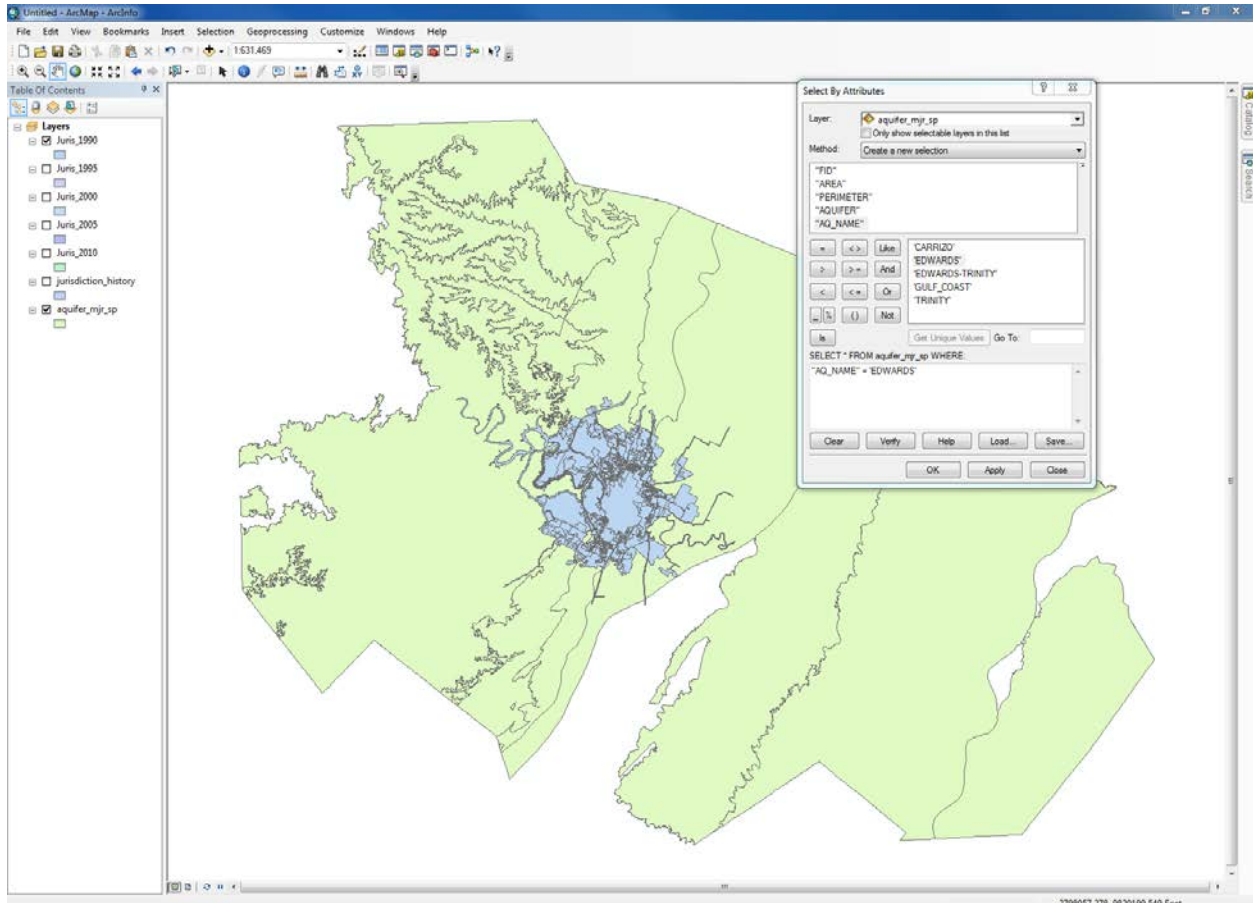 Untitled - ArcMap - ArcInfo
File Edit View Bookmarks Insert Selection Geoprocessing Customize Windows Help
1:631,469
Table Of Contents
Layers
Juris_1990
Juris_1995
Juris_2000
Juris_2005
Juris_2010
jurisdiction_history
aquifer_mjr_sp
Select By Attributes
Layer: aquifer_mjr_sp
Only show selectable layers in this list
Method: Create a new selection
"FID"
"AREA"
"PERIMETER"
"AQUIFER"
"AQ_NAME"
= <> Like
> >= And
< <= Or
_ % () Not
Is
'CARRIZO'
'EDWARDS'
'EDWARDS-TRINITY'
'GULF_COAST'
'TRINITY'
Get Unique Values Go To:
SELECT * FROM aquifer_mjr_sp WHERE:
"AQ_NAME" = 'EDWARDS'
Clear Verify Help Load... Save...
OK Apply Close
Catalog
Search